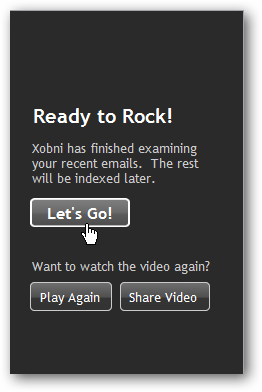 Ready to Rock!
Xobni has finished examining
your recent emails.  The rest
will be indexed later.
Let's Go!
Want to watch the video again?
Play Again
Share Video